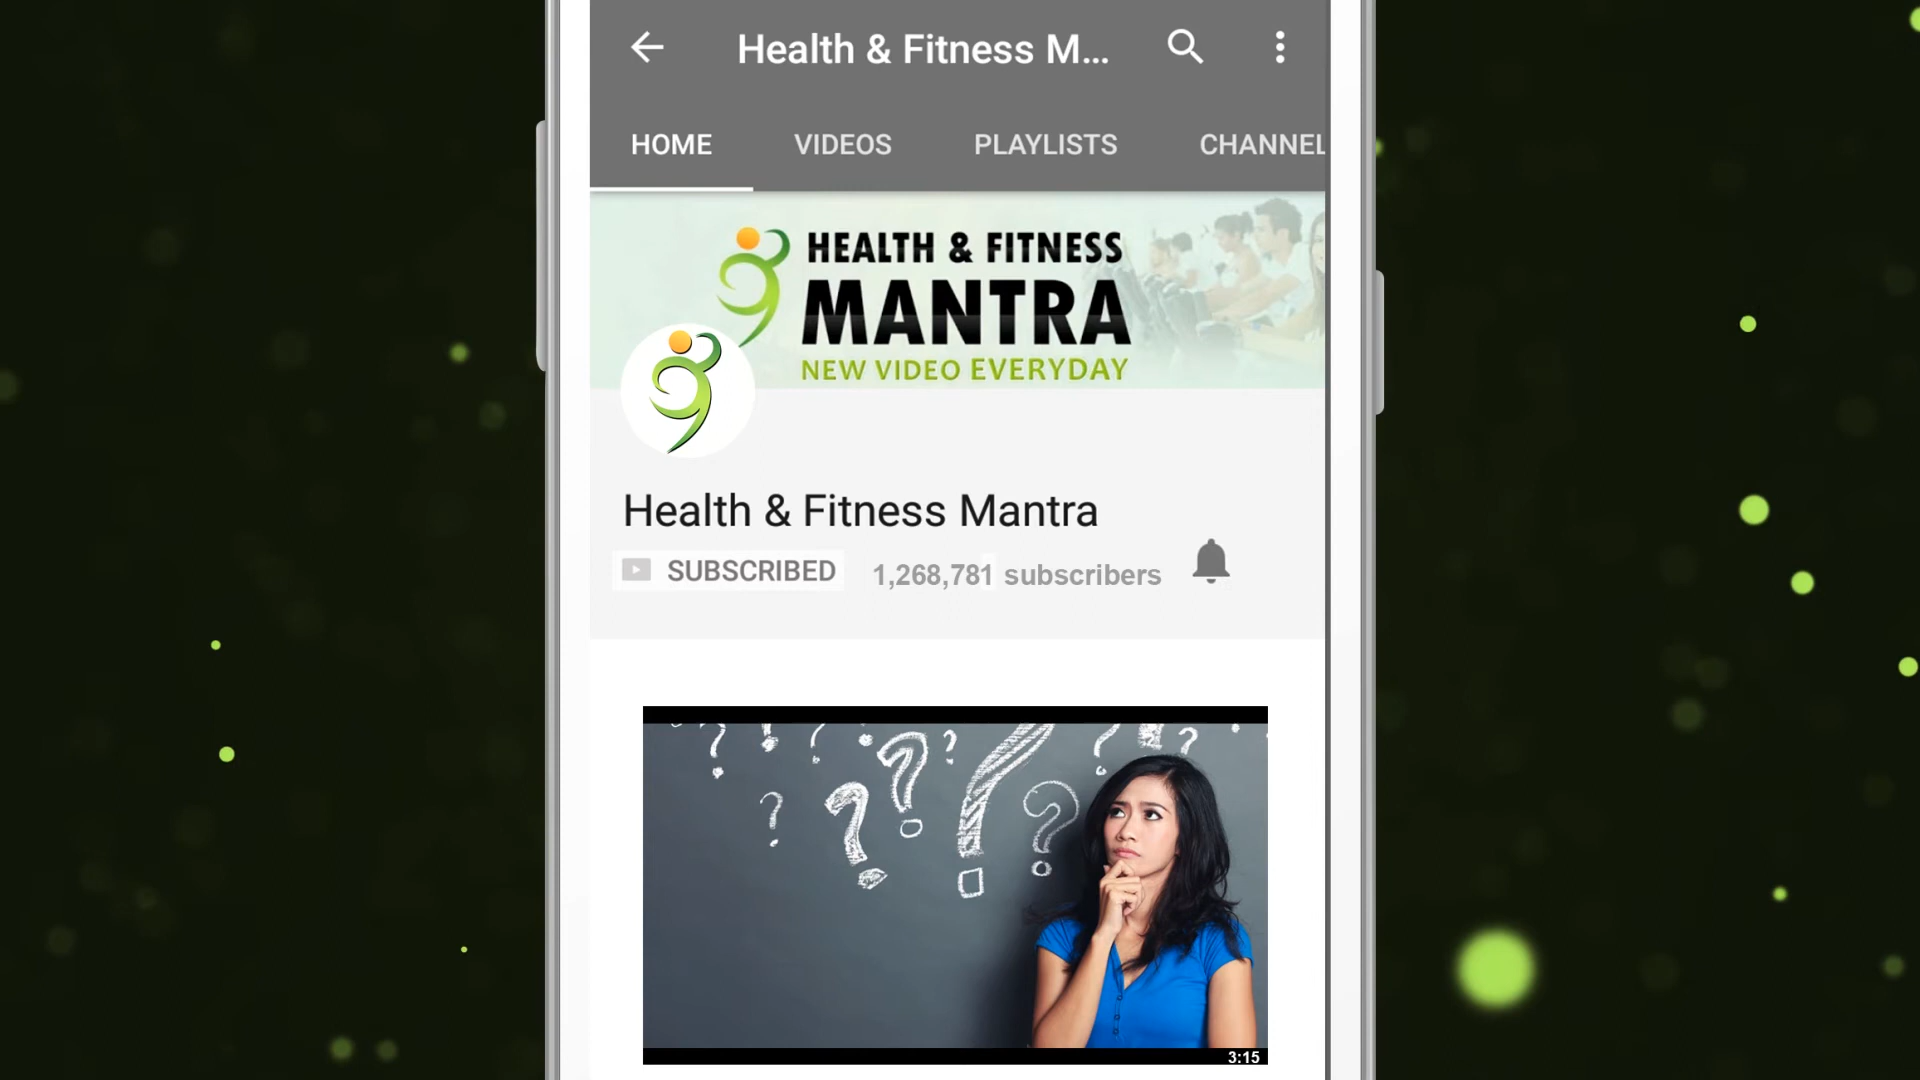 Health & Fitness M...
HOME VIDEOS PLAYLISTS CHANNEL
HEALTH & FITNESS
MANTRA
NEW VIDEO EVERYDAY
Health & Fitness Mantra
SUBSCRIBED 1,268,781 subscribers
? ? ? ? ? ? ? ? ? ?
3:15